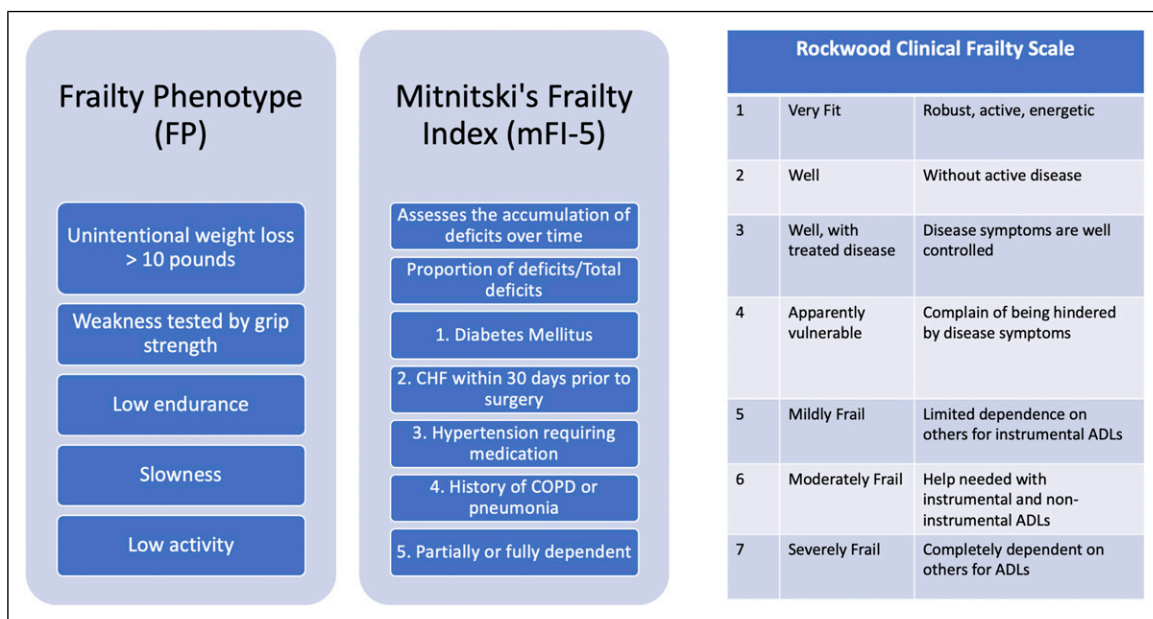 Frailty Phenotype
(FP)
Unintentional weight loss
> 10 pounds
Weakness tested by grip
strength
Low endurance
Slowness
Low activity
Mitnitski's Frailty
Index (mFI-5)
Assesses the accumulation of
deficits over time
Proportion of deficits/Total
deficits
1. Diabetes Mellitus
2. CHF within 30 days prior to
surgery
3. Hypertension requiring
medication
4. History of COPD or
pneumonia
5. Partially or fully dependent
Rockwood Clinical Frailty Scale
1 Very Fit Robust, active, energetic
2 Well Without active disease
3 Well, with Disease symptoms are well
treated disease controlled
4 Apparently Complain of being hindered
vulnerable by disease symptoms
5 Mildly Frail Limited dependence on
others for instrumental ADLs
6 Moderately Frail Help needed with
instrumental and non-
instrumental ADLs
7 Severely Frail Completely dependent on
others for ADLs